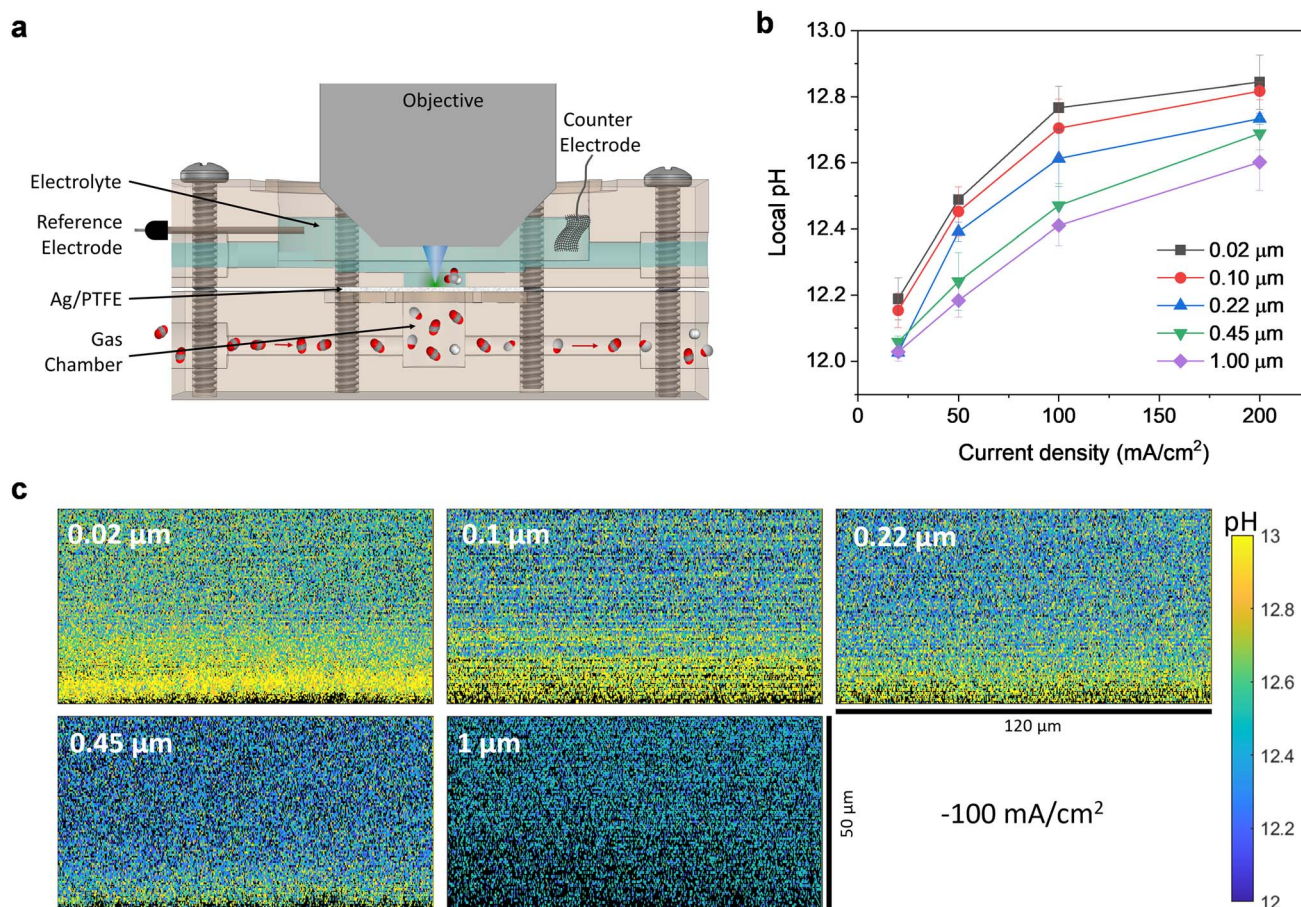 a
Objective
Counter
Electrode
Electrolyte
Reference
Electrode
Ag/PTFE
Gas
Chamber
b
13.0
12.8
12.6
12.4
12.2
12.0
Local pH
0.02 μm
0.10 μm
0.22 μm
0.45 μm
1.00 μm
0 50 100 150 200
Current density (mA/cm²)
c
0.02 μm
0.1 μm
0.22 μm
0.45 μm
1 μm
120 μm
50 μm
-100 mA/cm²
pH
13
12.8
12.6
12.4
12.2
12